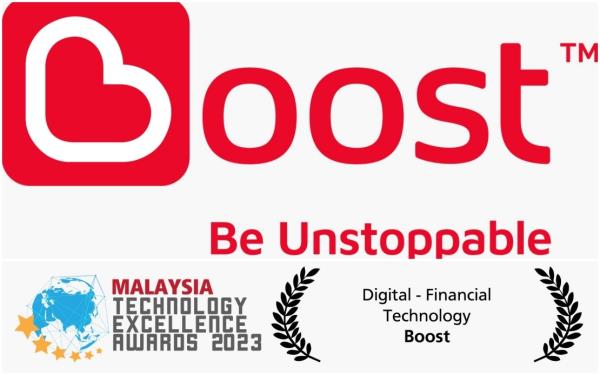 Boost™
Be Unstoppable
MALAYSIA
TECHNOLOGY
EXCELLENCE
AWARDS 2023
Digital - Financial
Technology
Boost